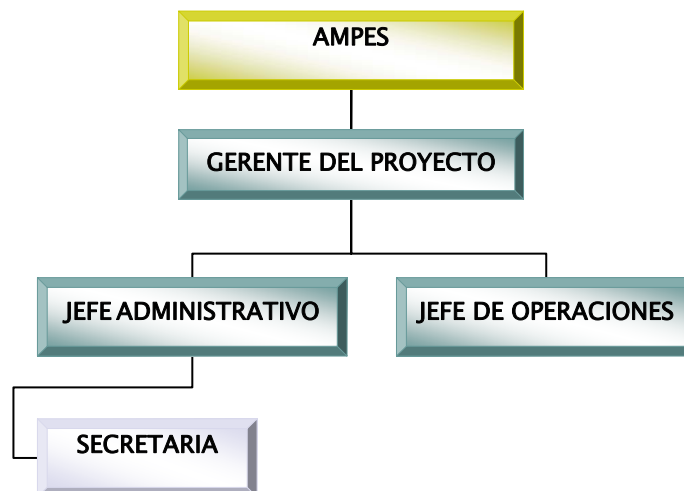 AMPES
GERENTE DEL PROYECTO
JEFE ADMINISTRATIVO
JEFE DE OPERACIONES
SECRETARIA